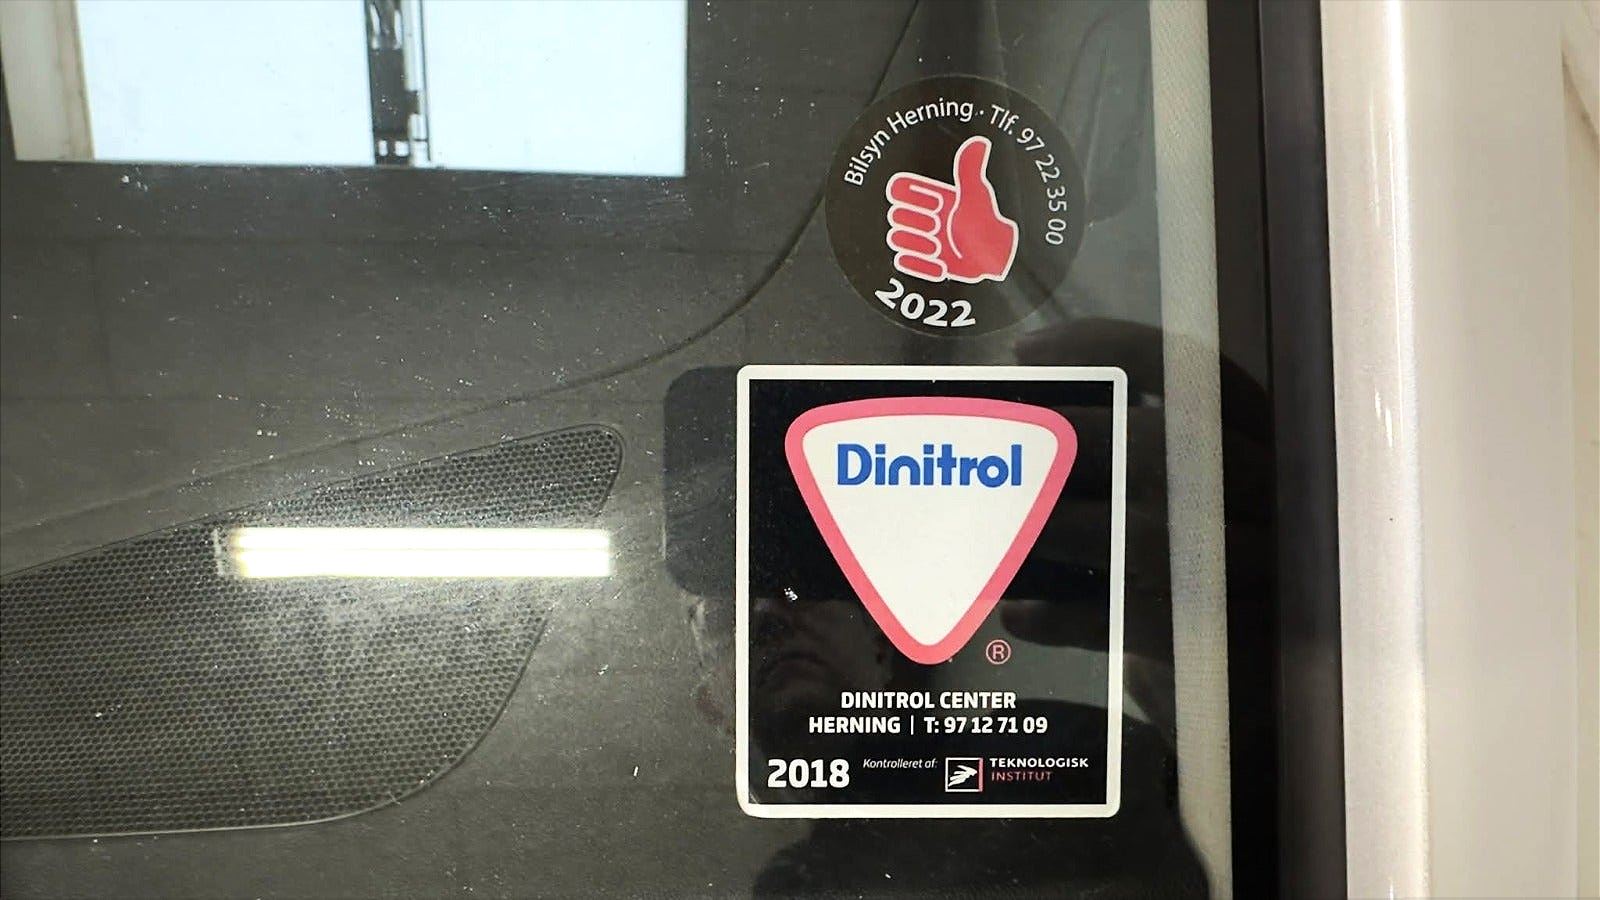 Bilsyn Herning · Tlf. 97 22 35 00
2022
Dinitrol
®
DINITROL CENTER
HERNING | T: 97 12 71 09
2018 Kontrolleret af: TEKNOLOGISK
INSTITUT